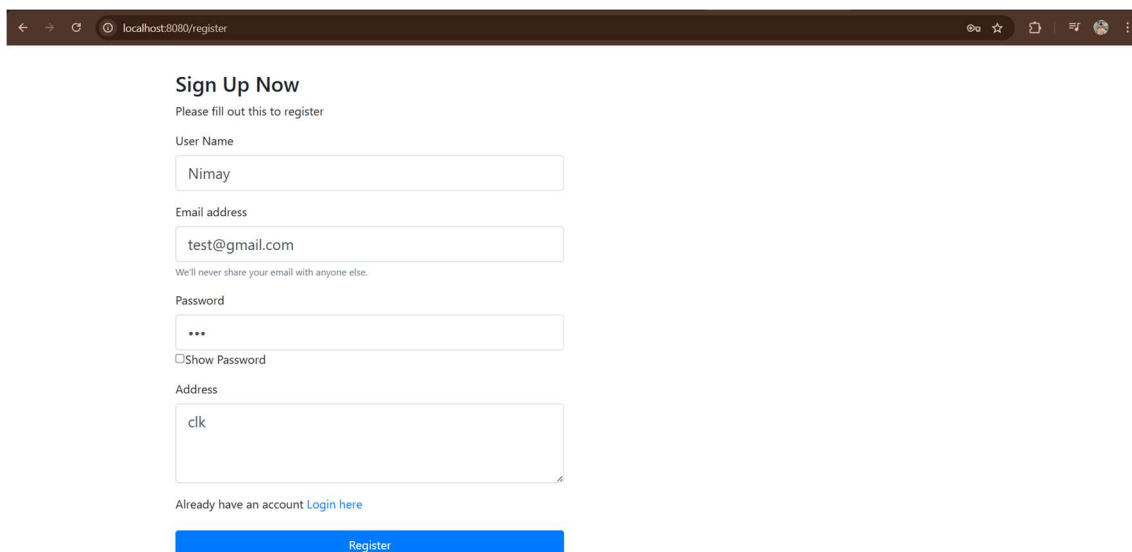 localhost:8080/register
Sign Up Now
Please fill out this to register
User Name
Nimay
Email address
test@gmail.com
We'll never share your email with anyone else.
Password
•••
Show Password
Address
clk
Already have an account Login here
Register